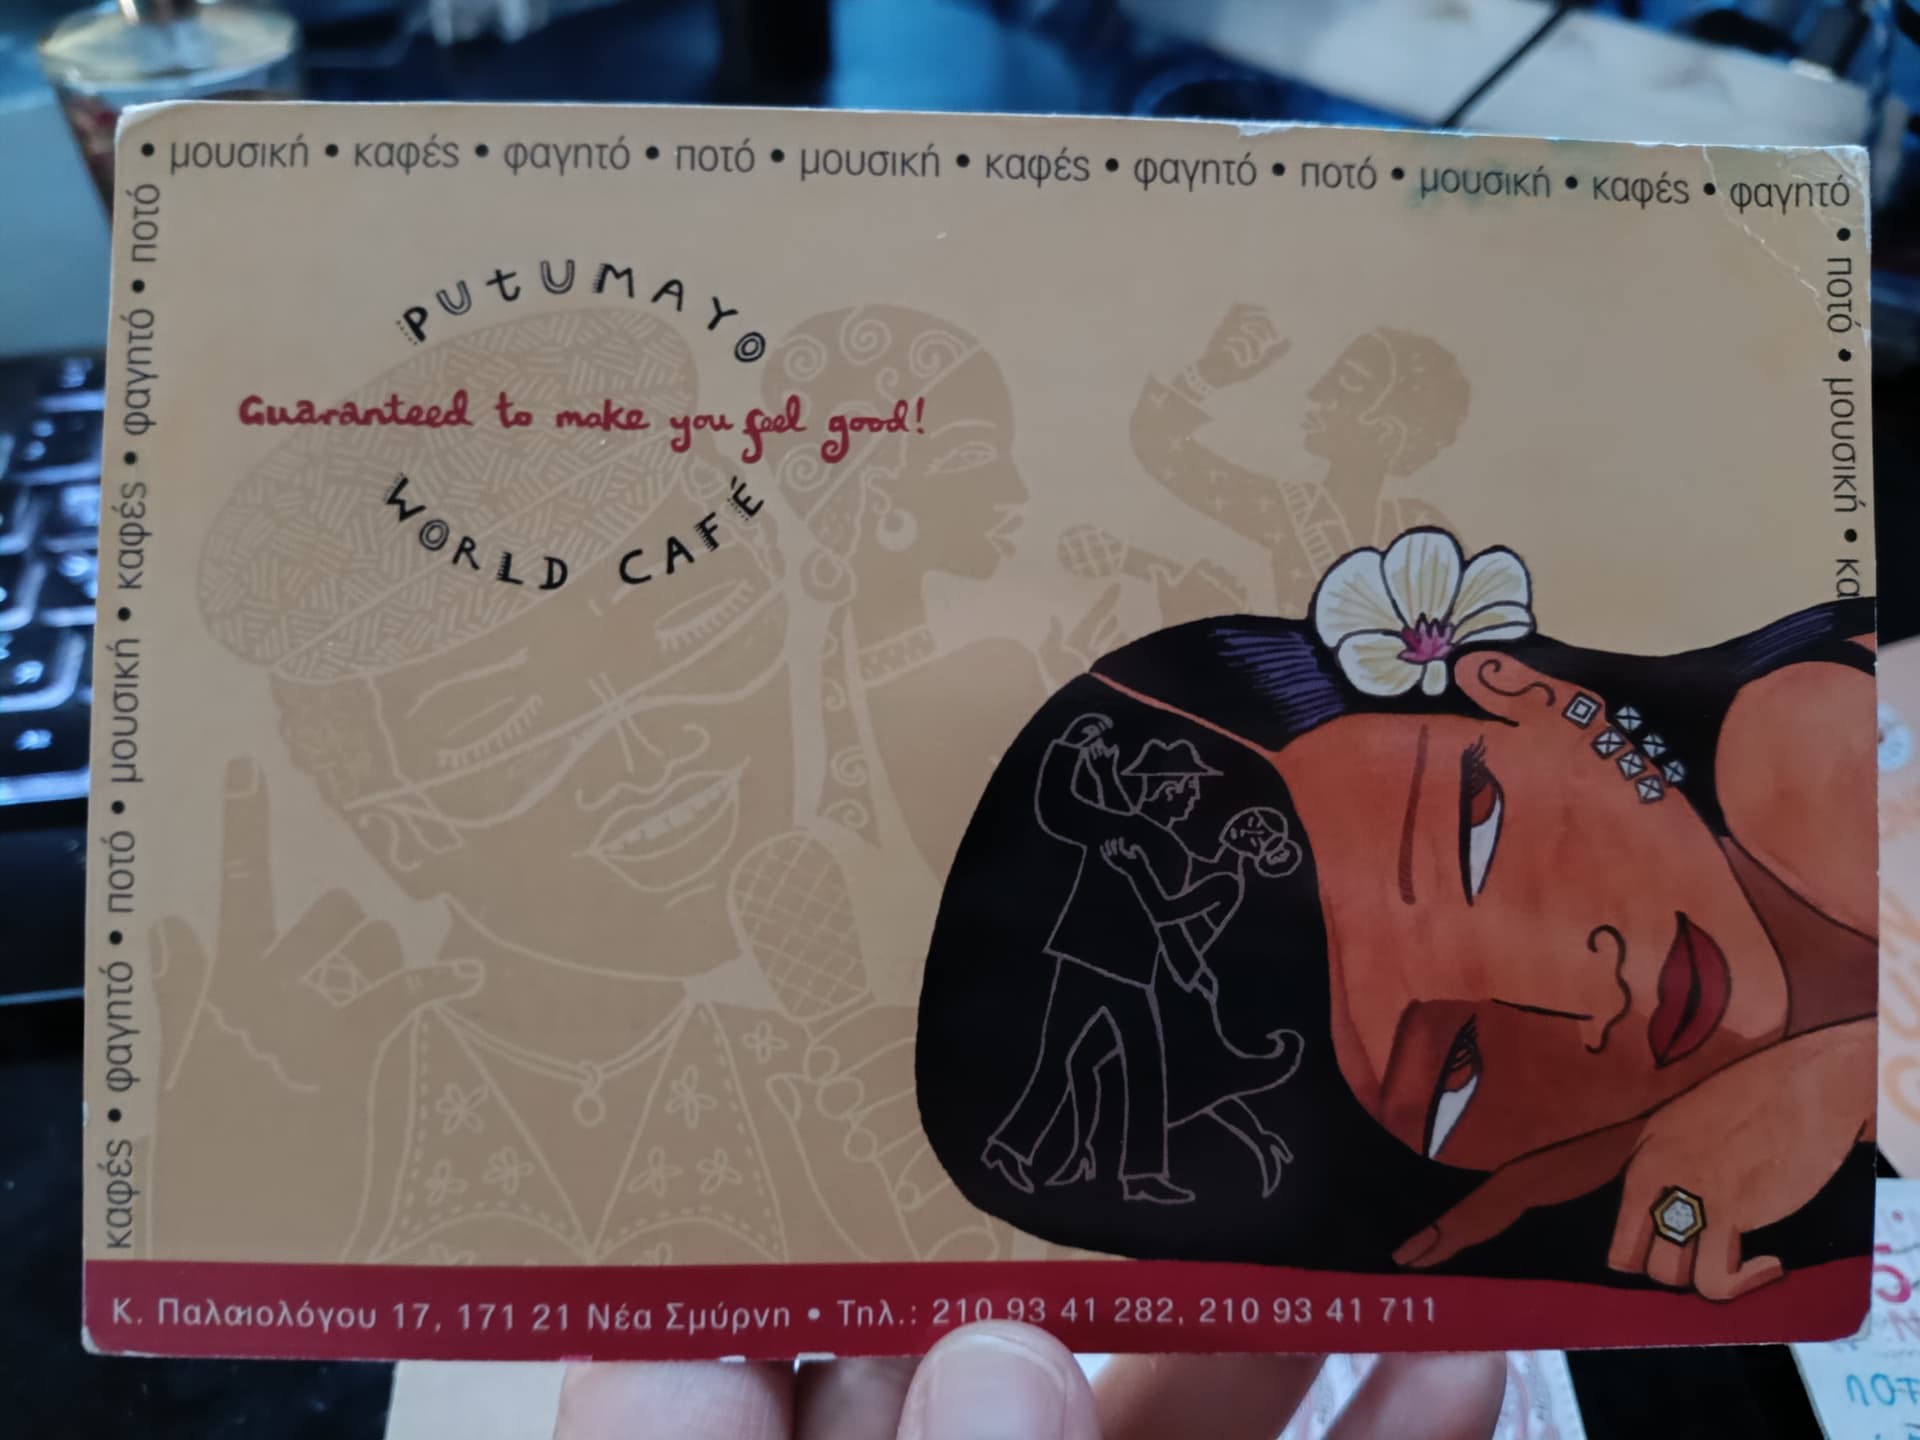 • μουσική • καφές • φαγητό • ποτό • μουσική • καφές • φαγητό • ποτό • μουσική • καφές • φαγητό
• ποτό • μουσική • κα
καφές • φαγητό • ποτό • μουσική • καφές • φαγητό • ποτό
PUTUMAYO
Guaranteed to make you feel good!
WORLD CAFÉ
Κ. Παλαιολόγου 17, 171 21 Νέα Σμύρνη • Τηλ.: 210 93 41 282, 210 93 41 711